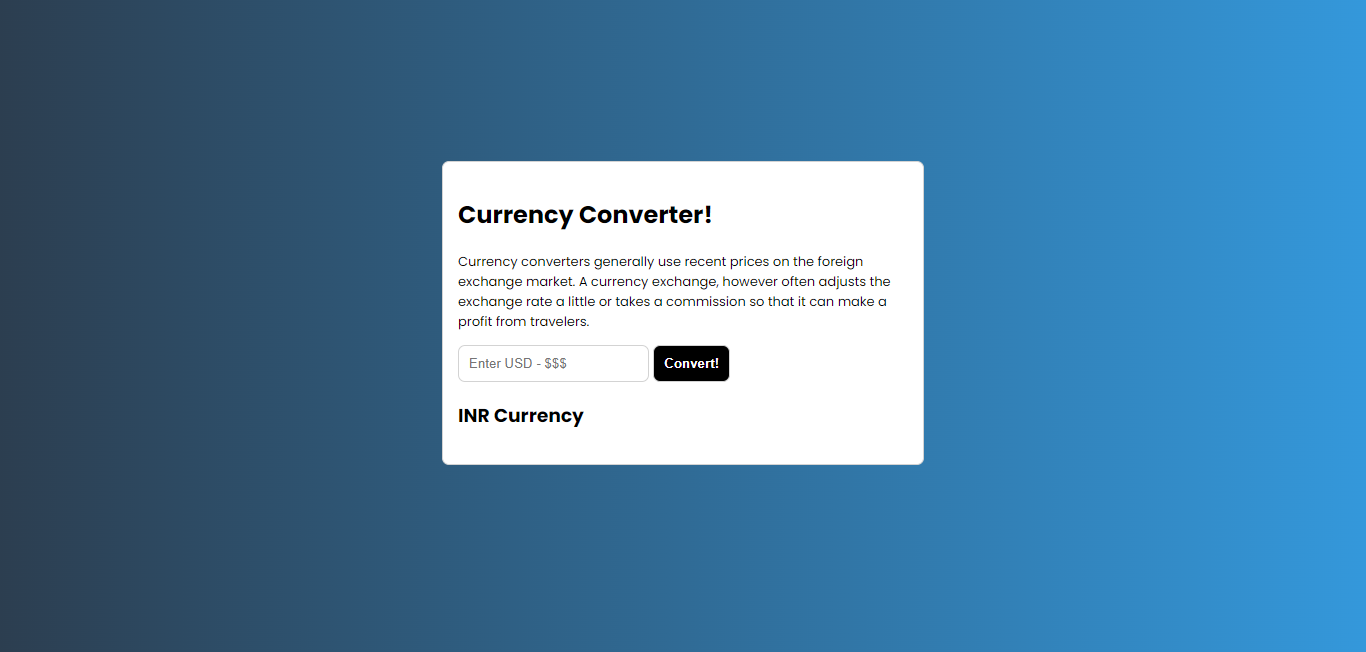 Currency Converter!
Currency converters generally use recent prices on the foreign
exchange market. A currency exchange, however often adjusts the
exchange rate a little or takes a commission so that it can make a
profit from travelers.
Enter USD - $$$ Convert!
INR Currency